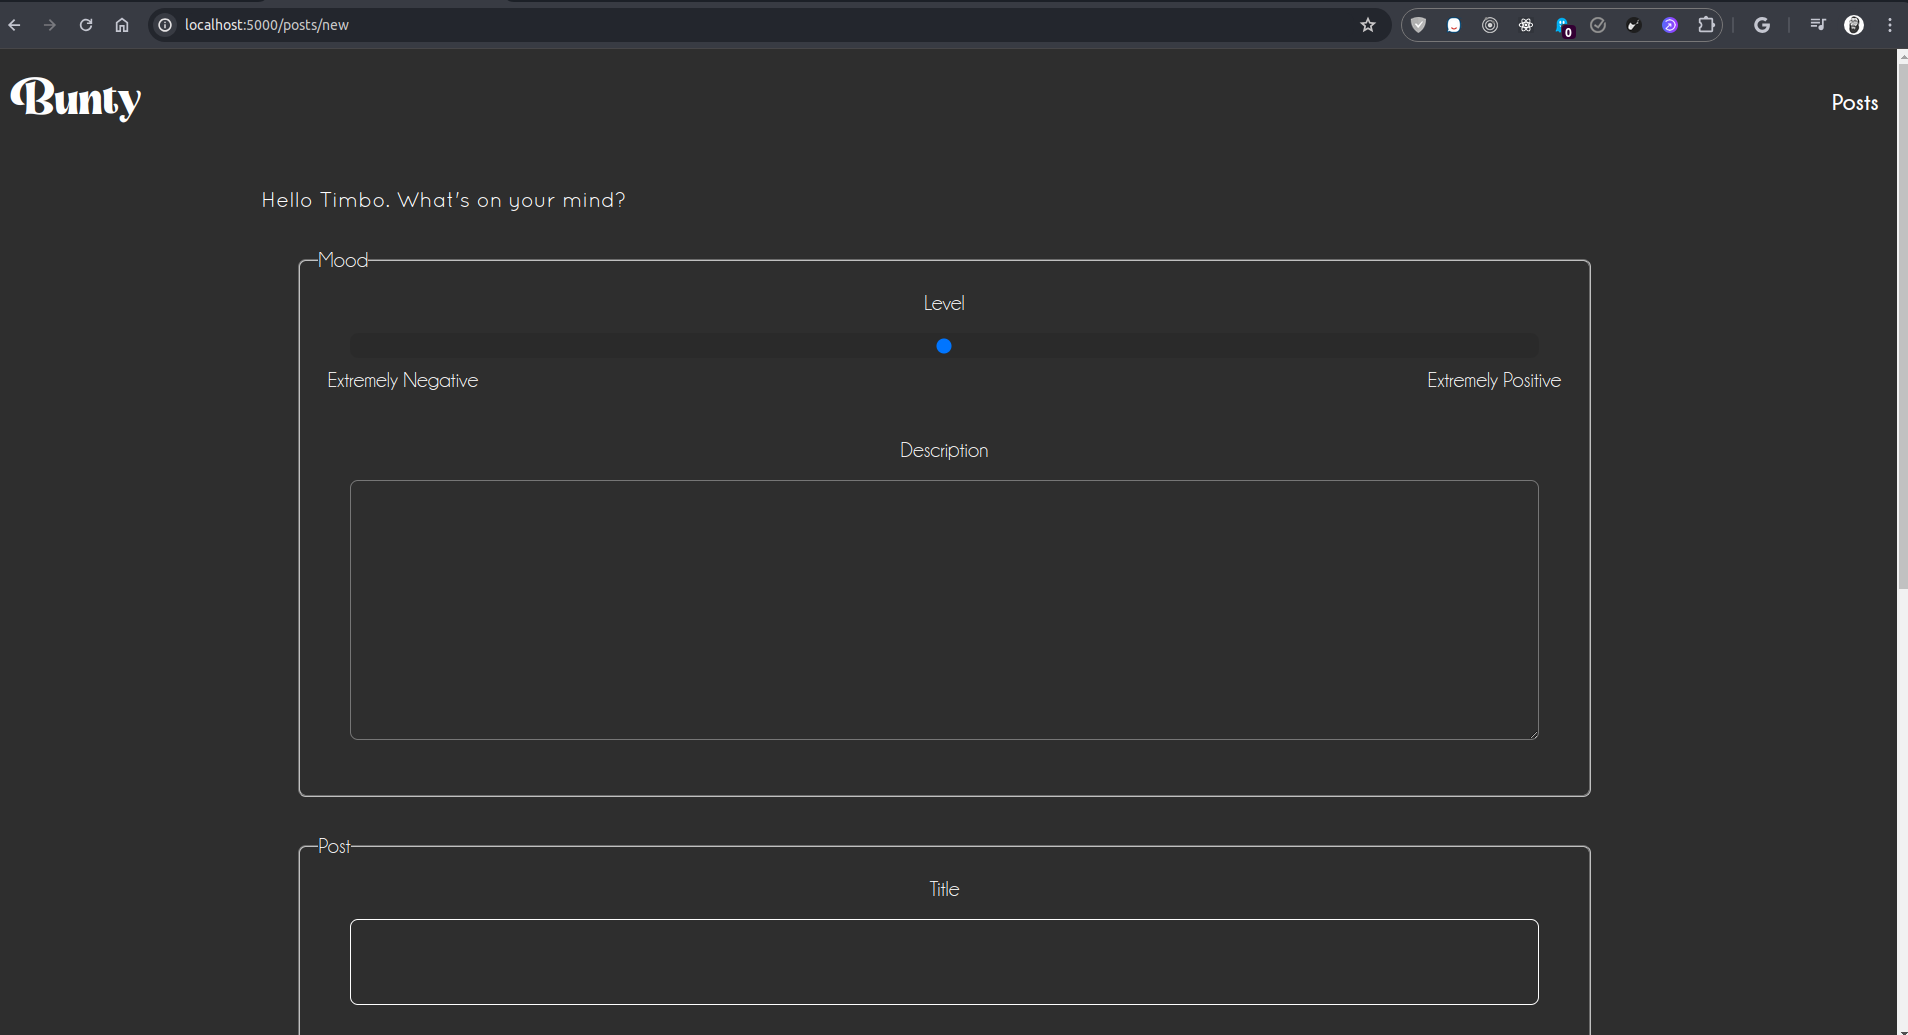 localhost:5000/posts/new
0
Bunty
Posts
Hello Timbo. What's on your mind?
Mood
Level
Extremely Negative
Extremely Positive
Description
Post
Title